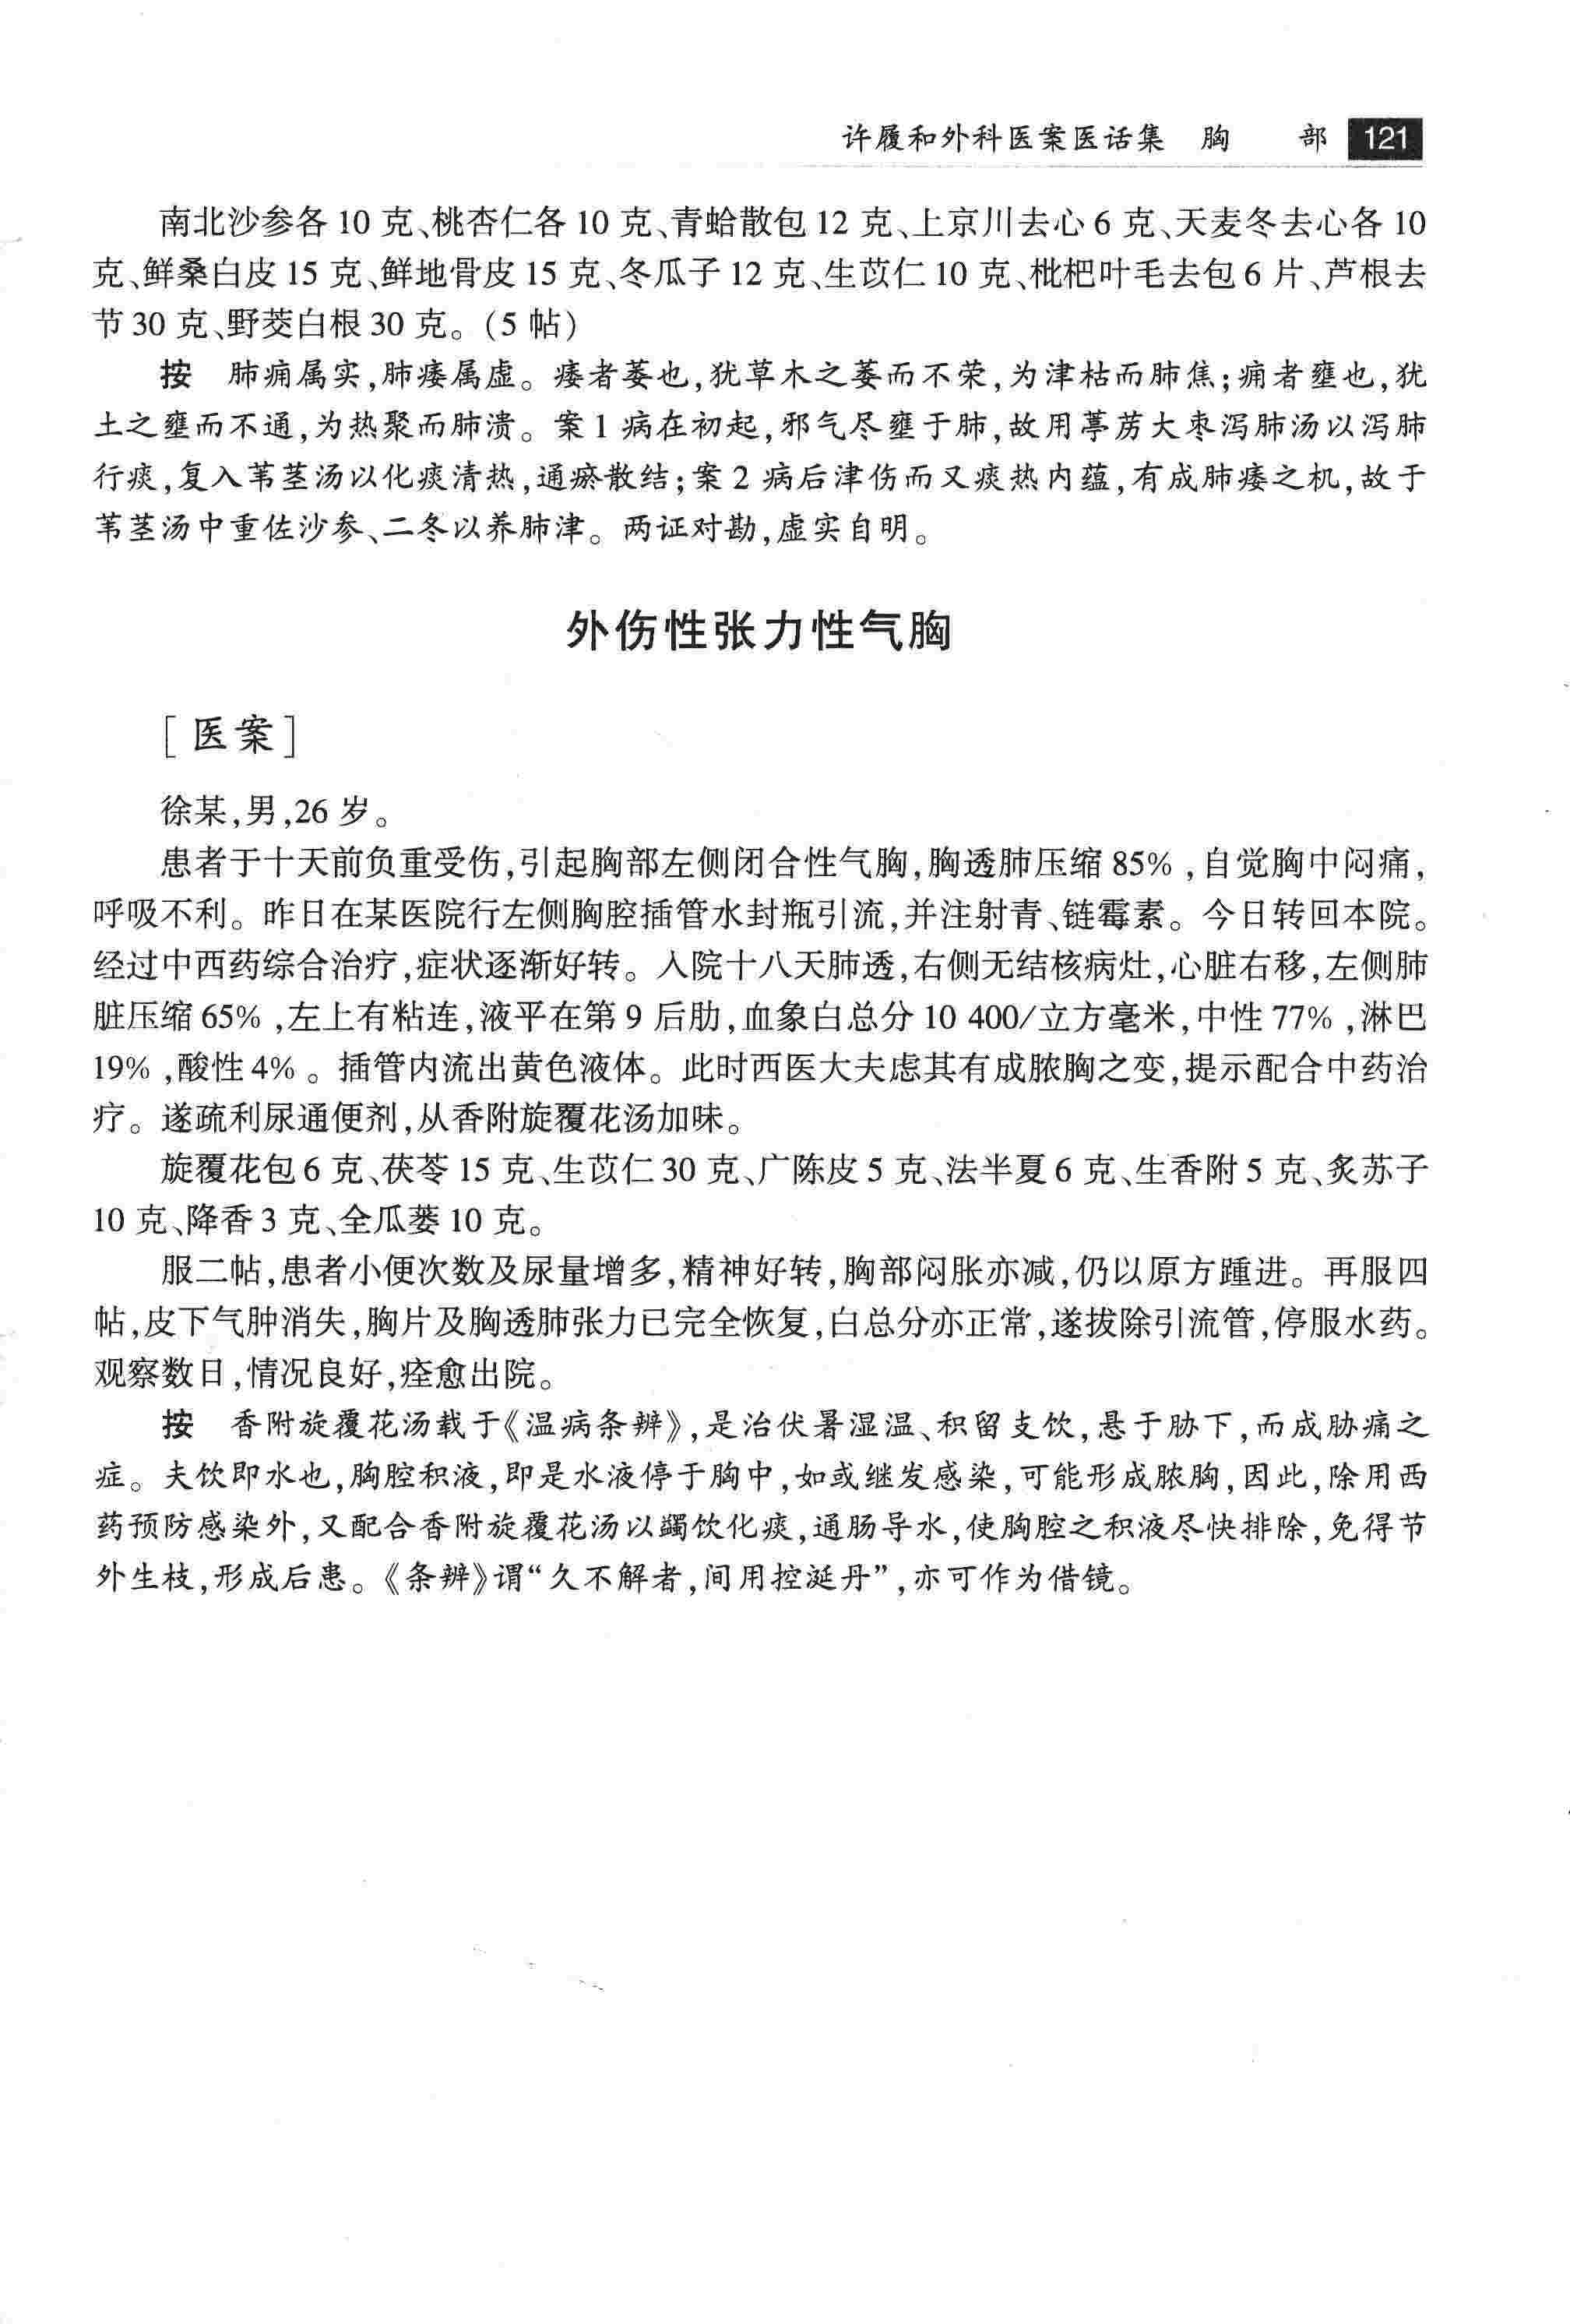 许履和外科医案医话集 胸 部 121
南北沙参各 10 克、桃杏仁各 10 克、青蛤散包 12 克、上京川去心 6 克、天麦冬去心各 10
克、鲜桑白皮 15 克、鲜地骨皮 15 克、冬瓜子 12 克、生苡仁 10 克、枇杷叶毛去包 6 片、芦根去
节 30 克、野茭白根 30 克。(5 帖)
按 肺痈属实,肺痿属虚。痿者萎也,犹草木之萎而不荣,为津枯而肺焦;痈者壅也,犹
土之壅而不通,为热聚而肺溃。案 1 病在初起,邪气尽壅于肺,故用葶苈大枣泻肺汤以泻肺
行痰,复入苇茎汤以化痰清热,通瘀散结;案 2 病后津伤而又痰热内蕴,有成肺痿之机,故于
苇茎汤中重佐沙参、二冬以养肺津。两证对勘,虚实自明。
外伤性张力性气胸
[医案]
徐某,男,26 岁。
患者于十天前负重受伤,引起胸部左侧闭合性气胸,胸透肺压缩 85%,自觉胸中闷痛,
呼吸不利。昨日在某医院行左侧胸腔插管水封瓶引流,并注射青、链霉素。今日转回本院。
经过中西药综合治疗,症状逐渐好转。入院十八天肺透,右侧无结核病灶,心脏右移,左侧肺
脏压缩 65%,左上有粘连,液平在第 9 后肋,血象白总分 10 400/立方毫米,中性 77%,淋巴
19%,酸性 4%。插管内流出黄色液体。此时西医大夫虑其有成脓胸之变,提示配合中药治
疗。遂疏利尿通便剂,从香附旋覆花汤加味。
旋覆花包 6 克、茯苓 15 克、生苡仁 30 克、广陈皮 5 克、法半夏 6 克、生香附 5 克、炙苏子
10 克、降香 3 克、全瓜蒌 10 克。
服二帖,患者小便次数及尿量增多,精神好转,胸部闷胀亦减,仍以原方踵进。再服四
帖,皮下气肿消失,胸片及胸透肺张力已完全恢复,白总分亦正常,遂拔除引流管,停服水药。
观察数日,情况良好,痊愈出院。
按 香附旋覆花汤载于《温病条辨》,是治伏暑湿温、积留支饮,悬于胁下,而成胁痛之
症。夫饮即水也,胸腔积液,即是水液停于胸中,如或继发感染,可能形成脓胸,因此,除用西
药预防感染外,又配合香附旋覆花汤以蠲饮化痰,通肠导水,使胸腔之积液尽快排除,免得节
外生枝,形成后患。《条辨》谓“久不解者,间用控涎丹”,亦可作为借镜。